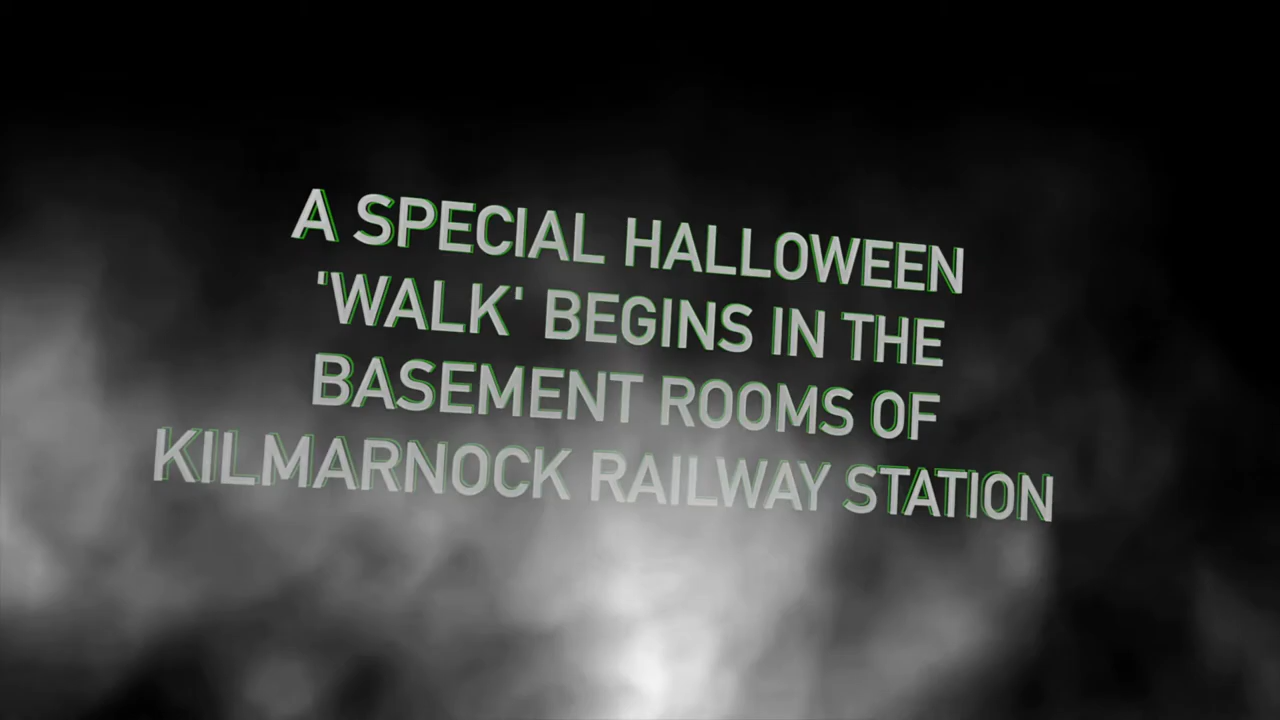 A SPECIAL HALLOWEEN
'WALK' BEGINS IN THE
BASEMENT ROOMS OF
KILMARNOCK RAILWAY STATION